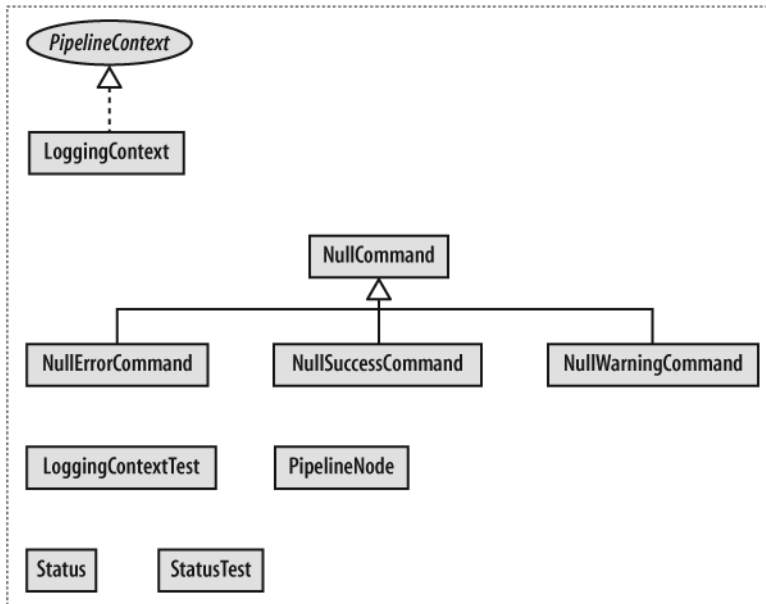 PipelineContext
LoggingContext
NullCommand
NullErrorCommand
NullSuccessCommand
NullWarningCommand
LoggingContextTest
PipelineNode
Status
StatusTest